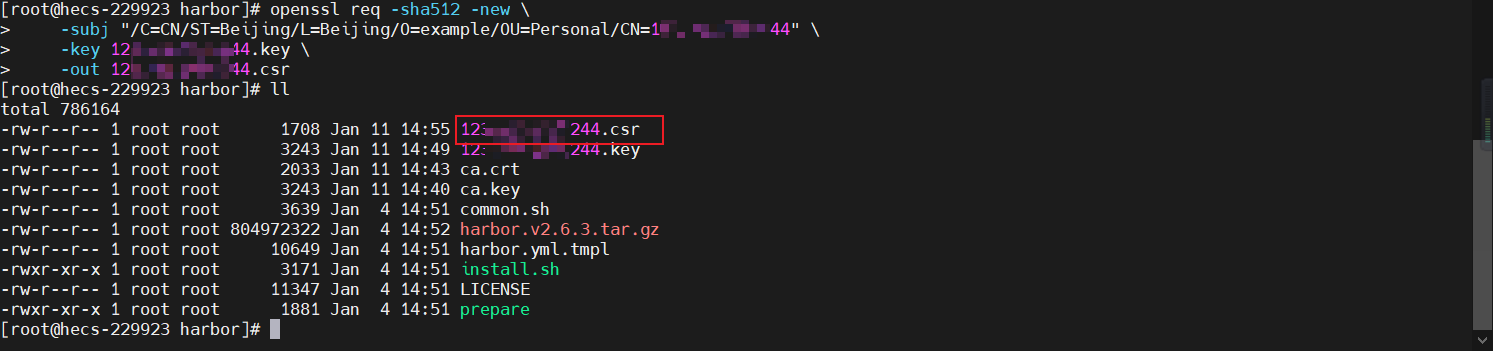 [root@hecs-229923 harbor]# openssl req -sha512 -new \
>     -subj "/C=CN/ST=Beijing/L=Beijing/O=example/OU=Personal/CN=1 44" \
>     -key 12 44.key \
>     -out 12 44.csr
[root@hecs-229923 harbor]# ll
total 786164
-rw-r--r-- 1 root root      1708 Jan 11 14:55 123 244.csr
-rw-r--r-- 1 root root      3243 Jan 11 14:49 123 244.key
-rw-r--r-- 1 root root      2033 Jan 11 14:43 ca.crt
-rw-r--r-- 1 root root      3243 Jan 11 14:40 ca.key
-rw-r--r-- 1 root root      3639 Jan  4 14:51 common.sh
-rw-r--r-- 1 root root 804972322 Jan  4 14:52 harbor.v2.6.3.tar.gz
-rw-r--r-- 1 root root     10649 Jan  4 14:51 harbor.yml.tmpl
-rwxr-xr-x 1 root root      3171 Jan  4 14:51 install.sh
-rw-r--r-- 1 root root     11347 Jan  4 14:51 LICENSE
-rwxr-xr-x 1 root root      1881 Jan  4 14:51 prepare
[root@hecs-229923 harbor]#